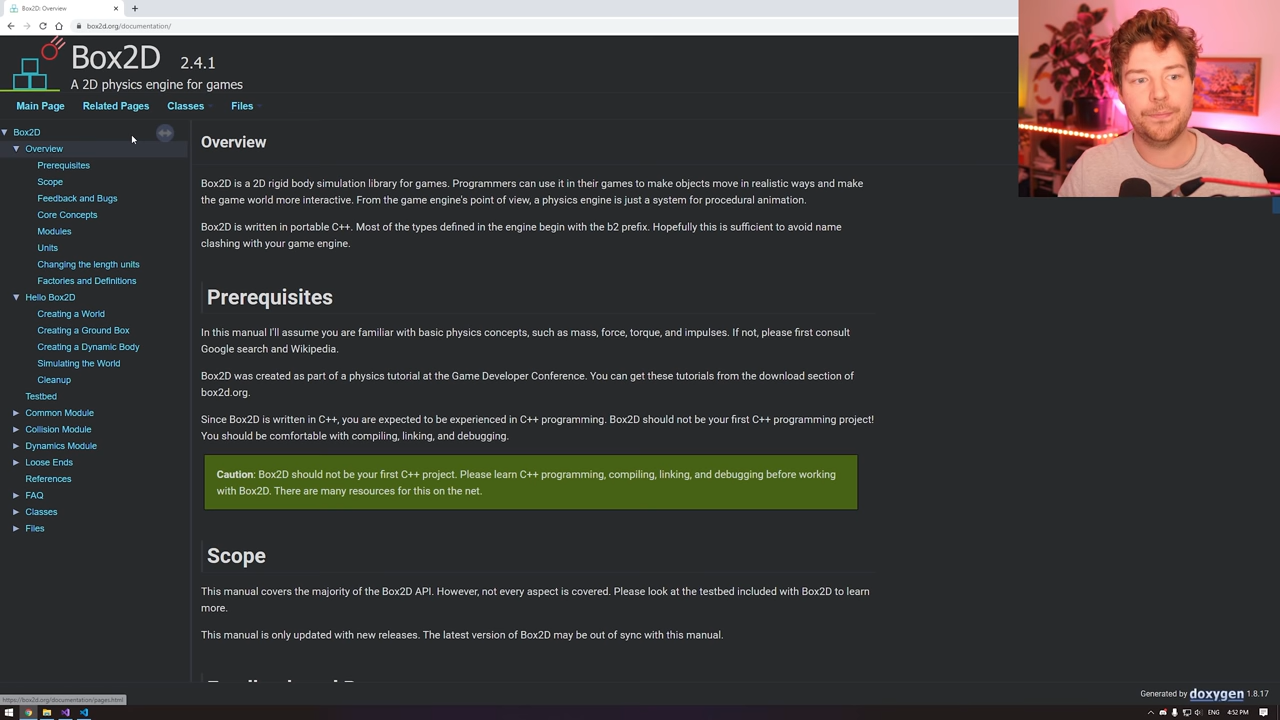 Box2D: Overview
box2d.org/documentation/
Box2D 2.4.1
A 2D physics engine for games
Main Page Related Pages Classes Files
Box2D
Overview
Prerequisites
Scope
Feedback and Bugs
Core Concepts
Modules
Units
Changing the length units
Factories and Definitions
Hello Box2D
Creating a World
Creating a Ground Box
Creating a Dynamic Body
Simulating the World
Cleanup
Testbed
Common Module
Collision Module
Dynamics Module
Loose Ends
References
FAQ
Classes
Files
Overview
Box2D is a 2D rigid body simulation library for games. Programmers can use it in their games to make objects move in realistic ways and make
the game world more interactive. From the game engine's point of view, a physics engine is just a system for procedural animation.
Box2D is written in portable C++. Most of the types defined in the engine begin with the b2 prefix. Hopefully this is sufficient to avoid name
clashing with your game engine.
Prerequisites
In this manual I'll assume you are familiar with basic physics concepts, such as mass, force, torque, and impulses. If not, please first consult
Google search and Wikipedia.
Box2D was created as part of a physics tutorial at the Game Developer Conference. You can get these tutorials from the download section of
box2d.org.
Since Box2D is written in C++, you are expected to be experienced in C++ programming. Box2D should not be your first C++ programming project!
You should be comfortable with compiling, linking, and debugging.
Caution: Box2D should not be your first C++ project. Please learn C++ programming, compiling, linking, and debugging before working
with Box2D. There are many resources for this on the net.
Scope
This manual covers the majority of the Box2D API. However, not every aspect is covered. Please look at the testbed included with Box2D to learn
more.
This manual is only updated with new releases. The latest version of Box2D may be out of sync with this manual.
https://box2d.org/documentation/pages.html
Generated by doxygen 1.8.17
ENG 4:52 PM